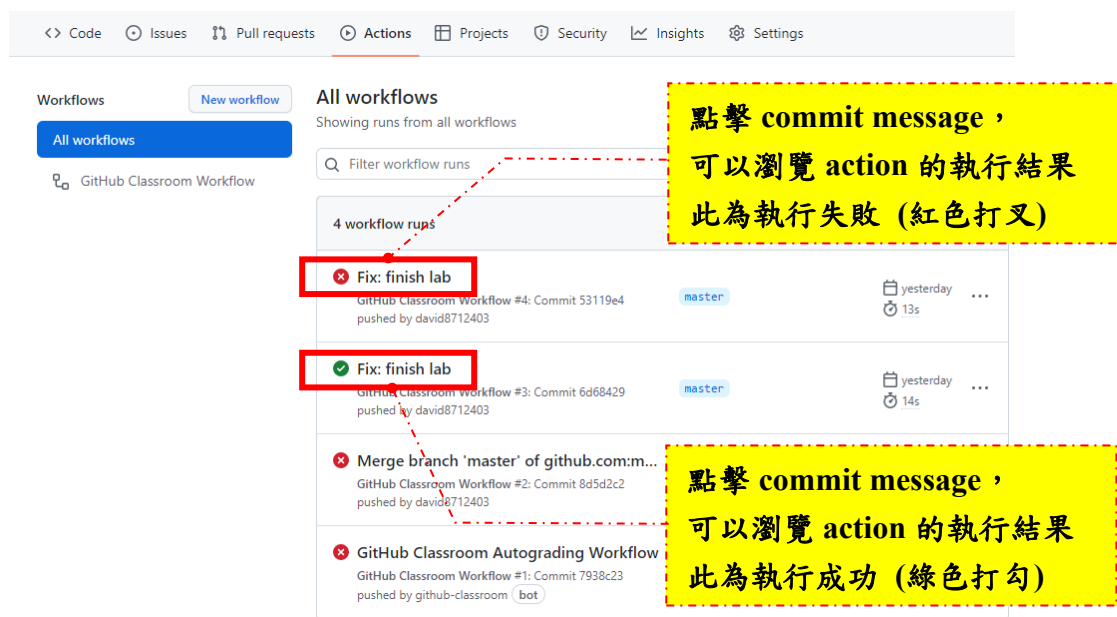 Code Issues Pull requests Actions Projects Security Insights Settings
Workflows
New workflow
All workflows
GitHub Classroom Workflow
All workflows
Showing runs from all workflows
Filter workflow runs
點擊 commit message，
可以瀏覽 action 的執行結果
此為執行失敗 (紅色打叉)
4 workflow runs
Fix: finish lab
GitHub Classroom Workflow #4: Commit 53119e4
pushed by david8712403
master
yesterday
13s
Fix: finish lab
GitHub Classroom Workflow #3: Commit 6d68429
pushed by david8712403
master
yesterday
14s
Merge branch 'master' of github.com:m...
GitHub Classroom Workflow #2: Commit 8d5d2c2
pushed by david8712403
點擊 commit message，
可以瀏覽 action 的執行結果
此為執行成功 (綠色打勾)
GitHub Classroom Autograding Workflow
GitHub Classroom Workflow #1: Commit 7938c23
pushed by github-classroom bot